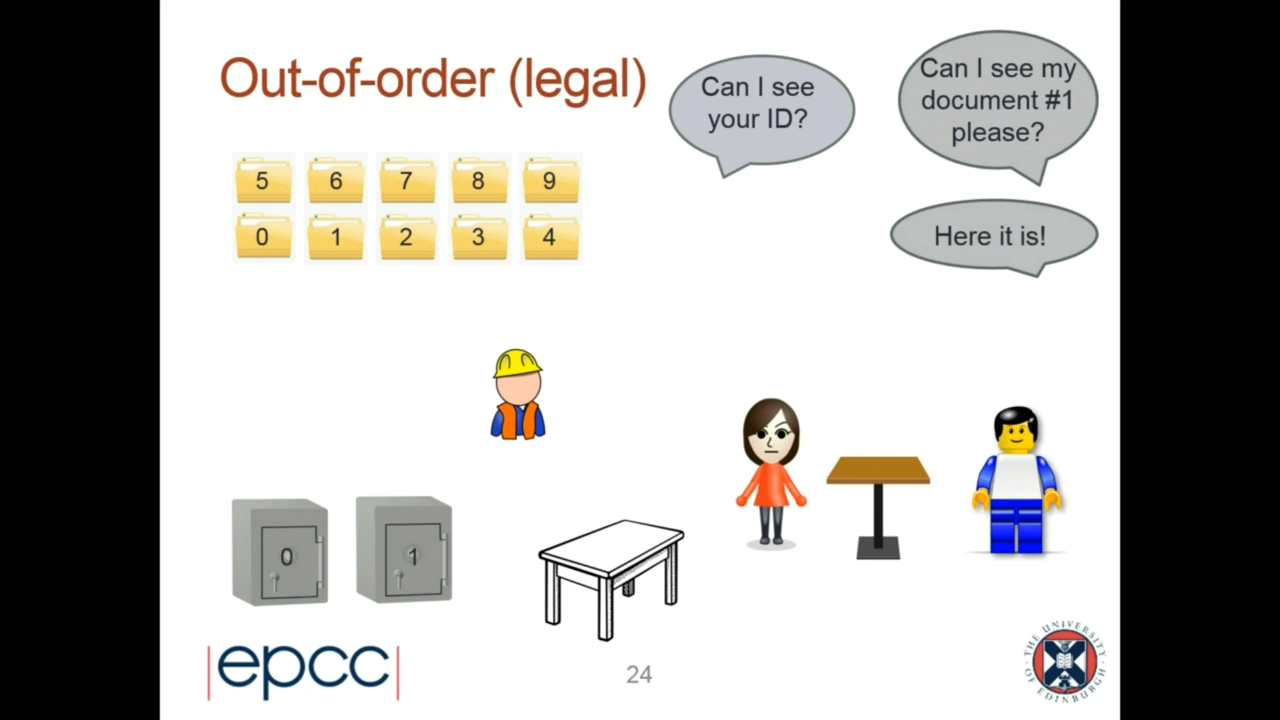 Out-of-order (legal)
Can I see
your ID?
Can I see my
document #1
please?
Here it is!
5 6 7 8 9
0 1 2 3 4
0 1
epcc
24
THE UNIVERSITY
OF EDINBURGH